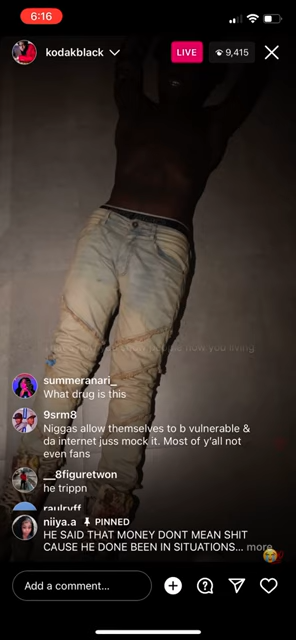 6:16
kodakblack
LIVE
9,415
summeranari_
What drug is this
9srm8
Niggas allow themselves to b vulnerable &
da internet juss mock it. Most of y'all not
even fans
__8figuretwon
he trippn
raulryff
niiya.a PINNED
HE SAID THAT MONEY DONT MEAN SHIT
CAUSE HE DONE BEEN IN SITUATIONS... more
Add a comment...